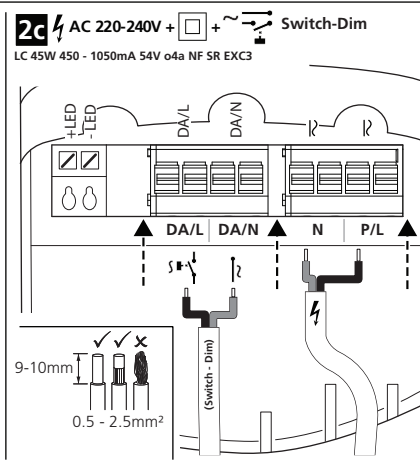 2c AC 220-240V + + ~ Switch-Dim
LC 45W 450 - 1050mA 54V o4a NF SR EXC3
+LED
-LED
DA/L
DA/N
DA/L DA/N N P/L
(Switch - Dim)
9-10mm
0.5 - 2.5mm²